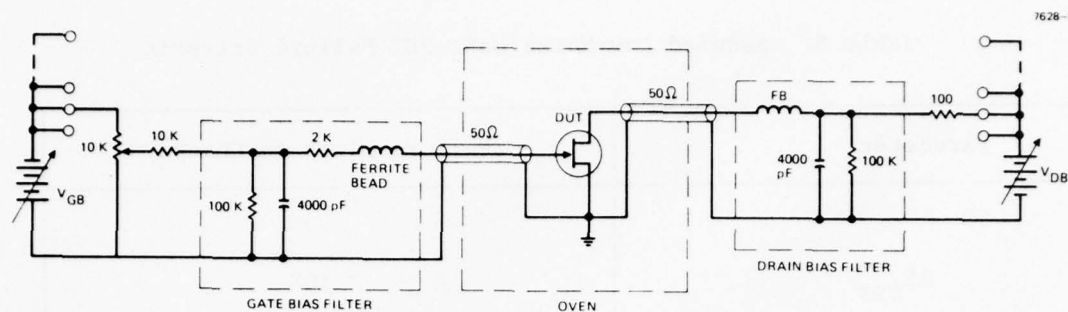 7628-
10 K
10 K
2 K
FERRITE
BEAD
100 K
4000 pF
V_GB
GATE BIAS FILTER
50Ω
DUT
OVEN
50Ω
FB
4000
pF
100 K
DRAIN BIAS FILTER
100
V_DB